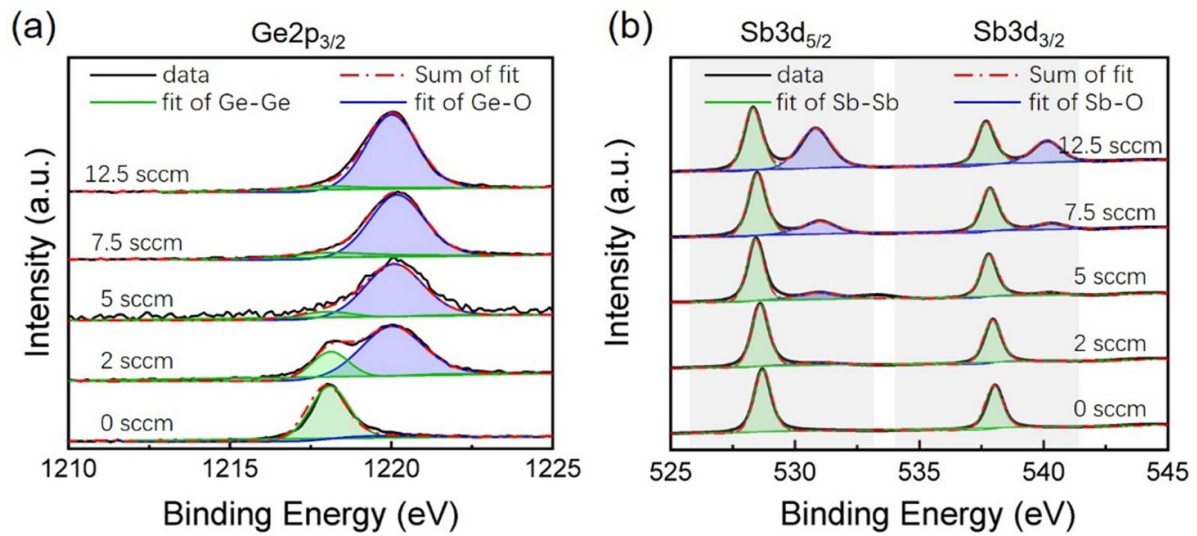 (a)
Ge2p3/2
data
Sum of fit
fit of Ge-Ge
fit of Ge-O
12.5 sccm
7.5 sccm
5 sccm
2 sccm
0 sccm
Intensity (a.u.)
1210 1215 1220 1225
Binding Energy (eV)
(b)
Sb3d5/2 Sb3d3/2
data
Sum of fit
fit of Sb-Sb
fit of Sb-O
12.5 sccm
7.5 sccm
5 sccm
2 sccm
0 sccm
Intensity (a.u.)
525 530 535 540 545
Binding Energy (eV)